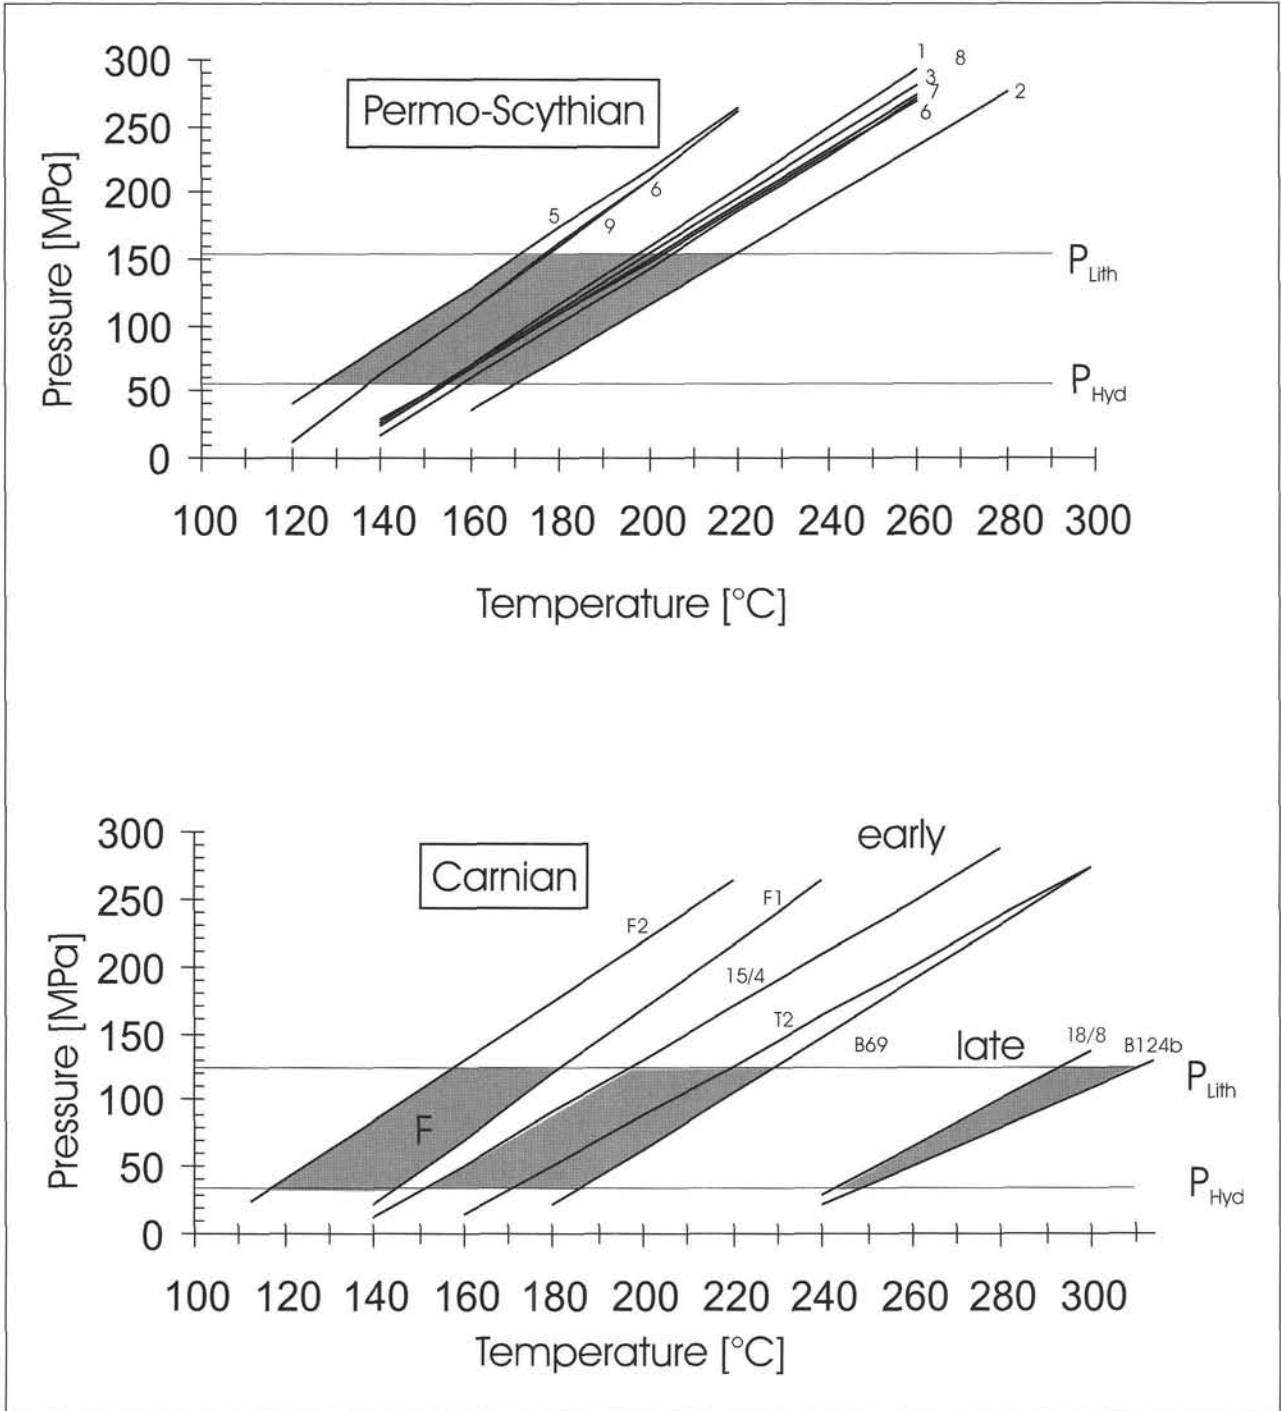 300
250
200
150
100
50
0
Pressure [MPa]
Permo-Scythian
1
8
3
7
6
2
5
6
9
P Lith
P Hyd
100 120 140 160 180 200 220 240 260 280 300
Temperature [°C]
300
250
200
150
100
50
0
Pressure [MPa]
Carnian
early
F2
F1
15/4
T2
B69
late
18/8
B124b
F
P Lith
P Hyd
100 120 140 160 180 200 220 240 260 280 300
Temperature [°C]